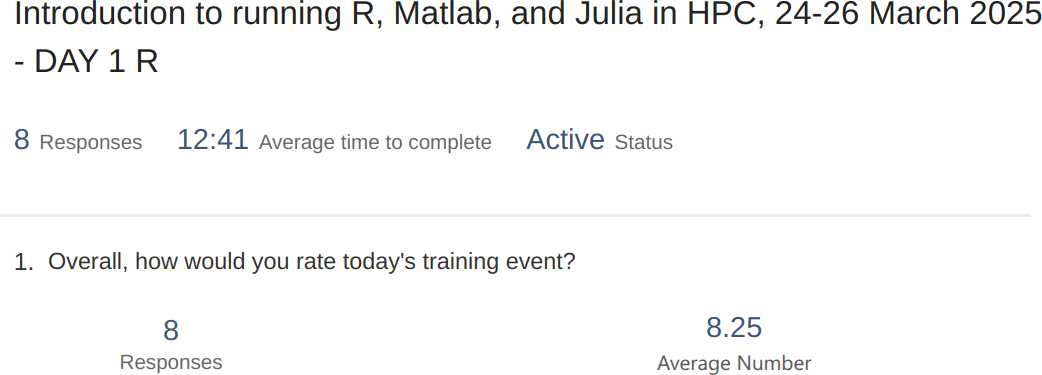 Introduction to running R, Matlab, and Julia in HPC, 24-26 March 2025
- DAY 1 R
8 Responses 12:41 Average time to complete Active Status
1. Overall, how would you rate today's training event?
8 8.25
Responses Average Number